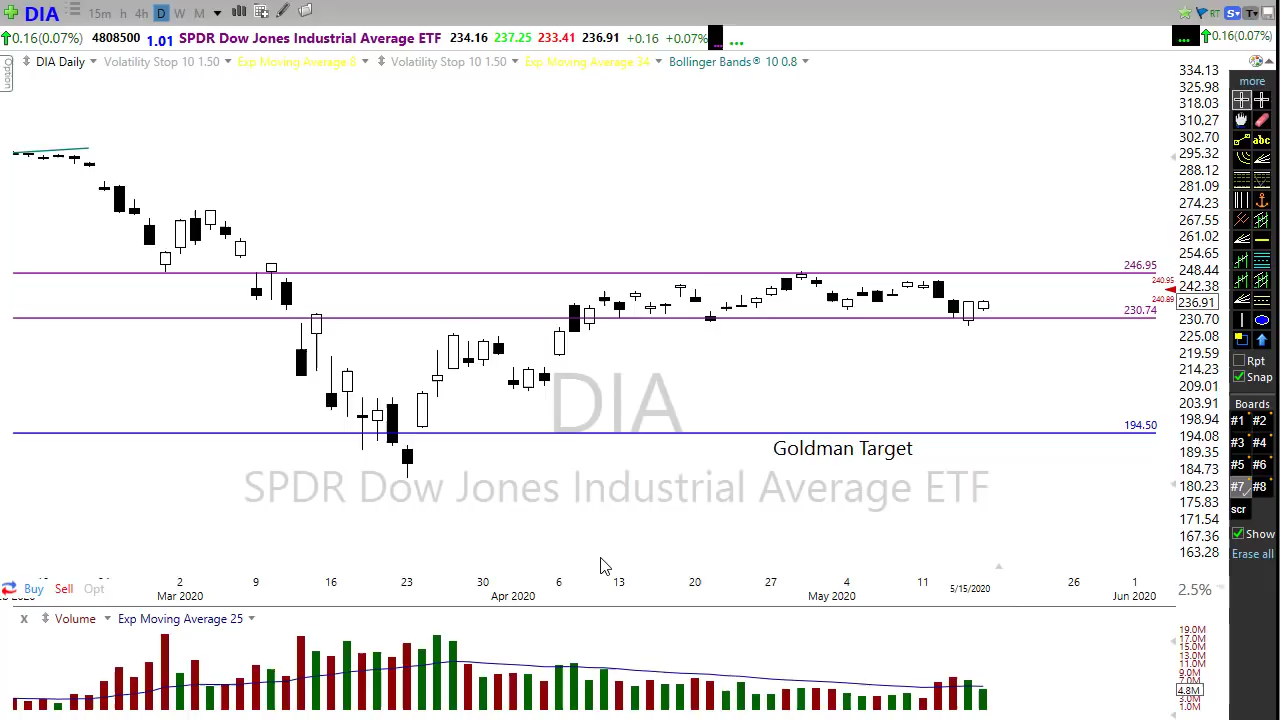 DIA 15m h 4h D W M RT S T
0.16(0.07%) 4808500 1.01 SPDR Dow Jones Industrial Average ETF 234.16 237.25 233.41 236.91 +0.16 +0.07% ... ... 0.16(0.07%)
Option
DIA Daily Volatility Stop 10 1.50 Exp Moving Average 8 Volatility Stop 10 1.50 Exp Moving Average 34 Bollinger Bands® 10 0.8
334.13
325.98
318.03
310.27
302.70
295.32
288.12
281.09
274.23
267.55
261.02
254.65
248.44
242.38
236.91
230.70
225.08
219.59
214.23
209.01
203.91
198.94
194.08
189.35
184.73
180.23
175.83
171.54
167.36
163.28
246.95
240.95
240.89
230.74
194.50
Goldman Target
DIA
SPDR Dow Jones Industrial Average ETF
more
abc
Rpt
Snap
Boards
#1 #2
#3 #4
#5 #6
#7 #8
scr
Show
Erase all
Buy Sell Opt
2 9 16 23 30 6 13 20 27 4 11 5/15/2020 26 1
Mar 2020 Apr 2020 May 2020 Jun 2020
2.5%
x Volume Exp Moving Average 25
19.0M
17.0M
15.0M
13.0M
11.0M
9.0M
7.0M
4.8M
3.0M
1.0M